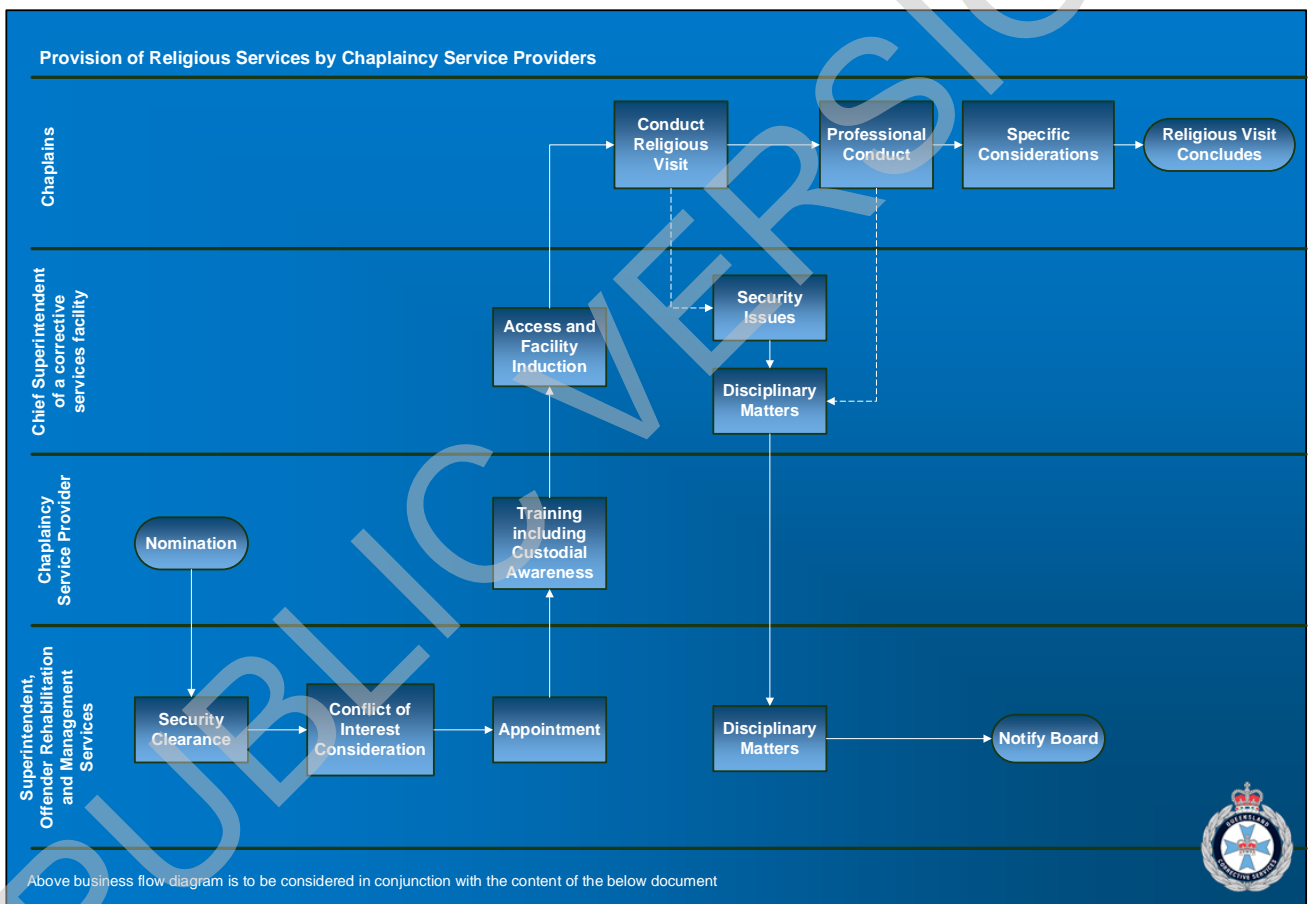 Provision of Religious Services by Chaplaincy Service Providers
Chaplains
Conduct
Religious
Visit
Professional
Conduct
Specific
Considerations
Religious Visit
Concludes
Chief Superintendent
of a corrective
services facility
Access and
Facility
Induction
Security
Issues
Disciplinary
Matters
Chaplaincy
Service Provider
Nomination
Training
including
Custodial
Awareness
Superintendent,
Offender Rehabilitation
and Management
Services
Security
Clearance
Conflict of
Interest
Consideration
Appointment
Disciplinary
Matters
Notify Board
QUEENSLAND
CORRECTIVE SERVICES
Above business flow diagram is to be considered in conjunction with the content of the below document
PUBLIC VERSIO